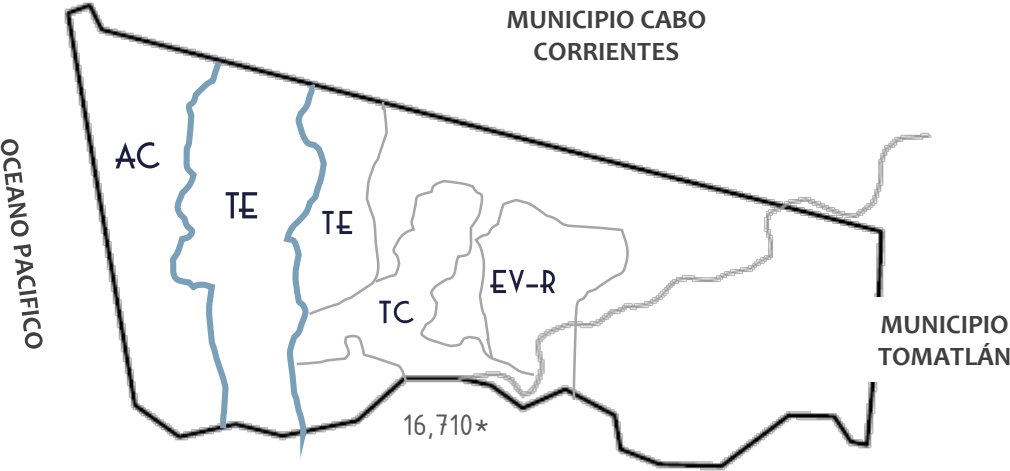 MUNICIPIO CABO
CORRIENTES
OCEANO PACIFICO
AC
TE
TE
TC
EV-R
MUNICIPIO
TOMATLÁN
16,710*